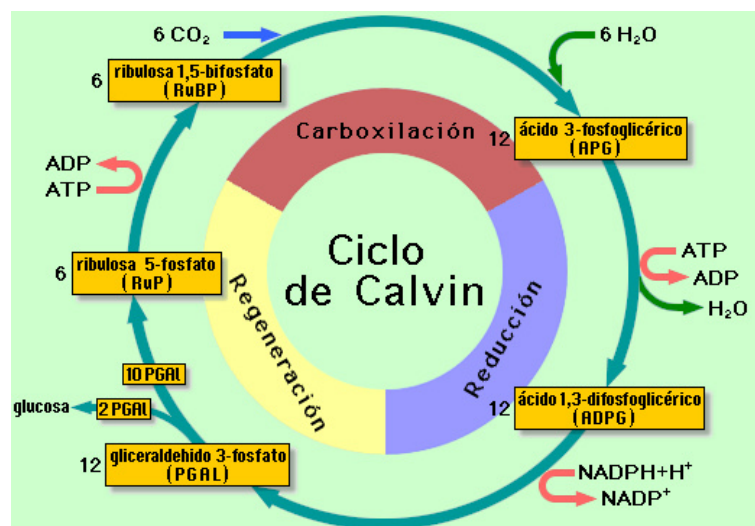 6 CO₂
6 H₂O
6
ribulosa 1,5-bifosfato
(RuBP)
Carboxilación
12
ácido 3-fosfoglicérico
(APG)
ADP
ATP
ATP
ADP
H₂O
Ciclo
de Calvin
6
ribulosa 5-fosfato
(RuP)
Regeneración
Reducción
10 PGAl
glucosa
2 PGAl
12
ácido 1,3-difosfoglicérico
(ADPG)
12
gliceraldehido 3-fosfato
(PGAL)
NADPH+H⁺
NADP⁺